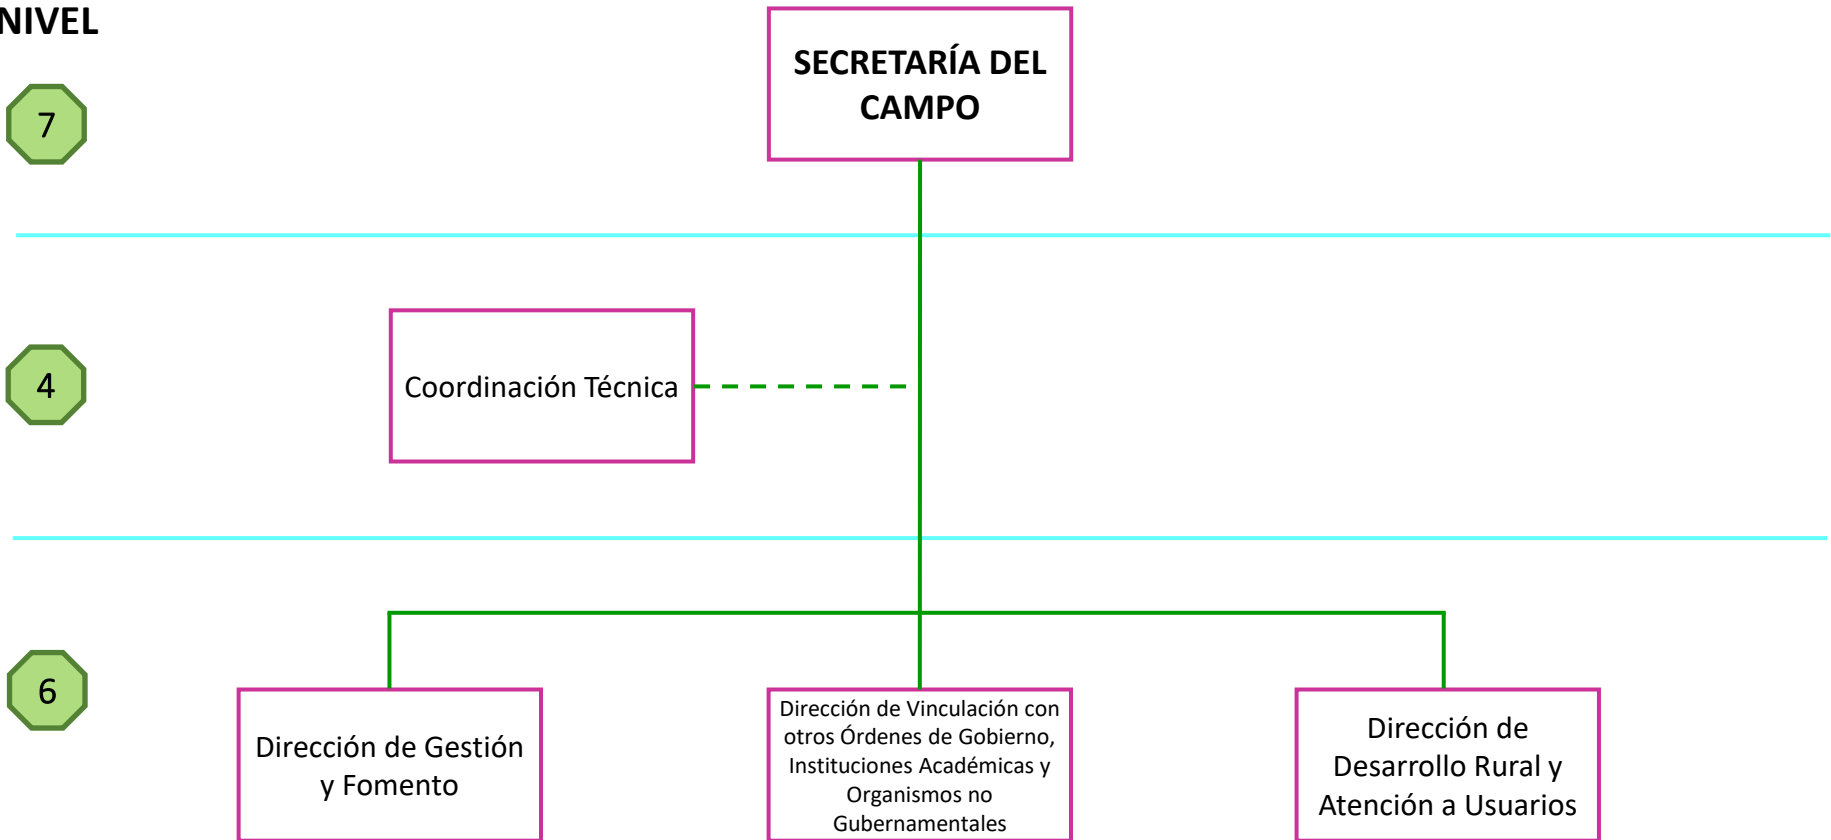 NIVEL
SECRETARÍA DEL
CAMPO
7
4
Coordinación Técnica
6
Dirección de Gestión
y Fomento
Dirección de Vinculación con
otros Órdenes de Gobierno,
Instituciones Académicas y
Organismos no
Gubernamentales
Dirección de
Desarrollo Rural y
Atención a Usuarios